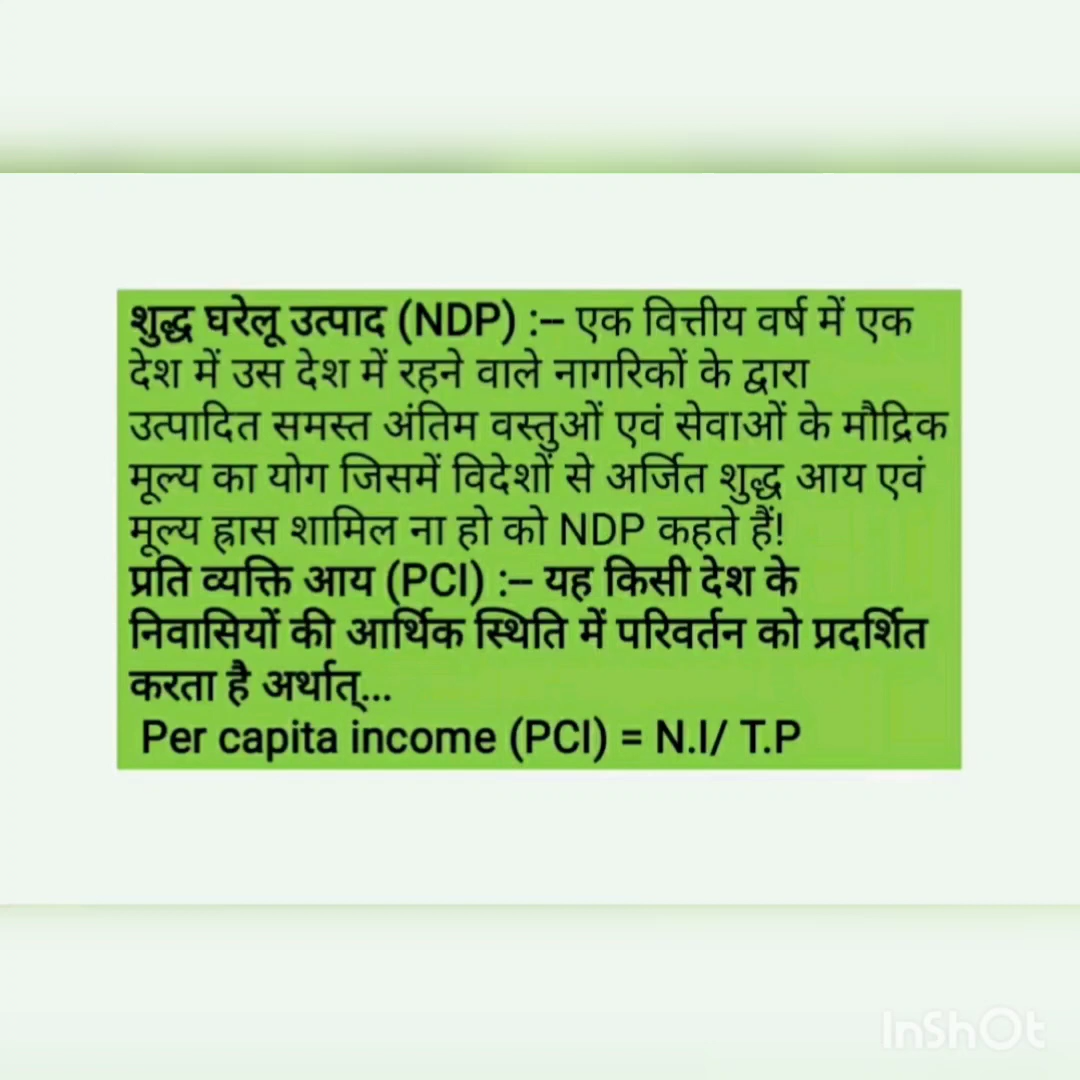 शुद्ध घरेलू उत्पाद (NDP) :– एक वित्तीय वर्ष में एक
देश में उस देश में रहने वाले नागरिकों के द्वारा
उत्पादित समस्त अंतिम वस्तुओं एवं सेवाओं के मौद्रिक
मूल्य का योग जिसमें विदेशों से अर्जित शुद्ध आय एवं
मूल्य ह्रास शामिल ना हो को NDP कहते हैं!
प्रति व्यक्ति आय (PCI) :– यह किसी देश के
निवासियों की आर्थिक स्थिति में परिवर्तन को प्रदर्शित
करता है अर्थात्...
Per capita income (PCI) = N.I/ T.P
InShOt